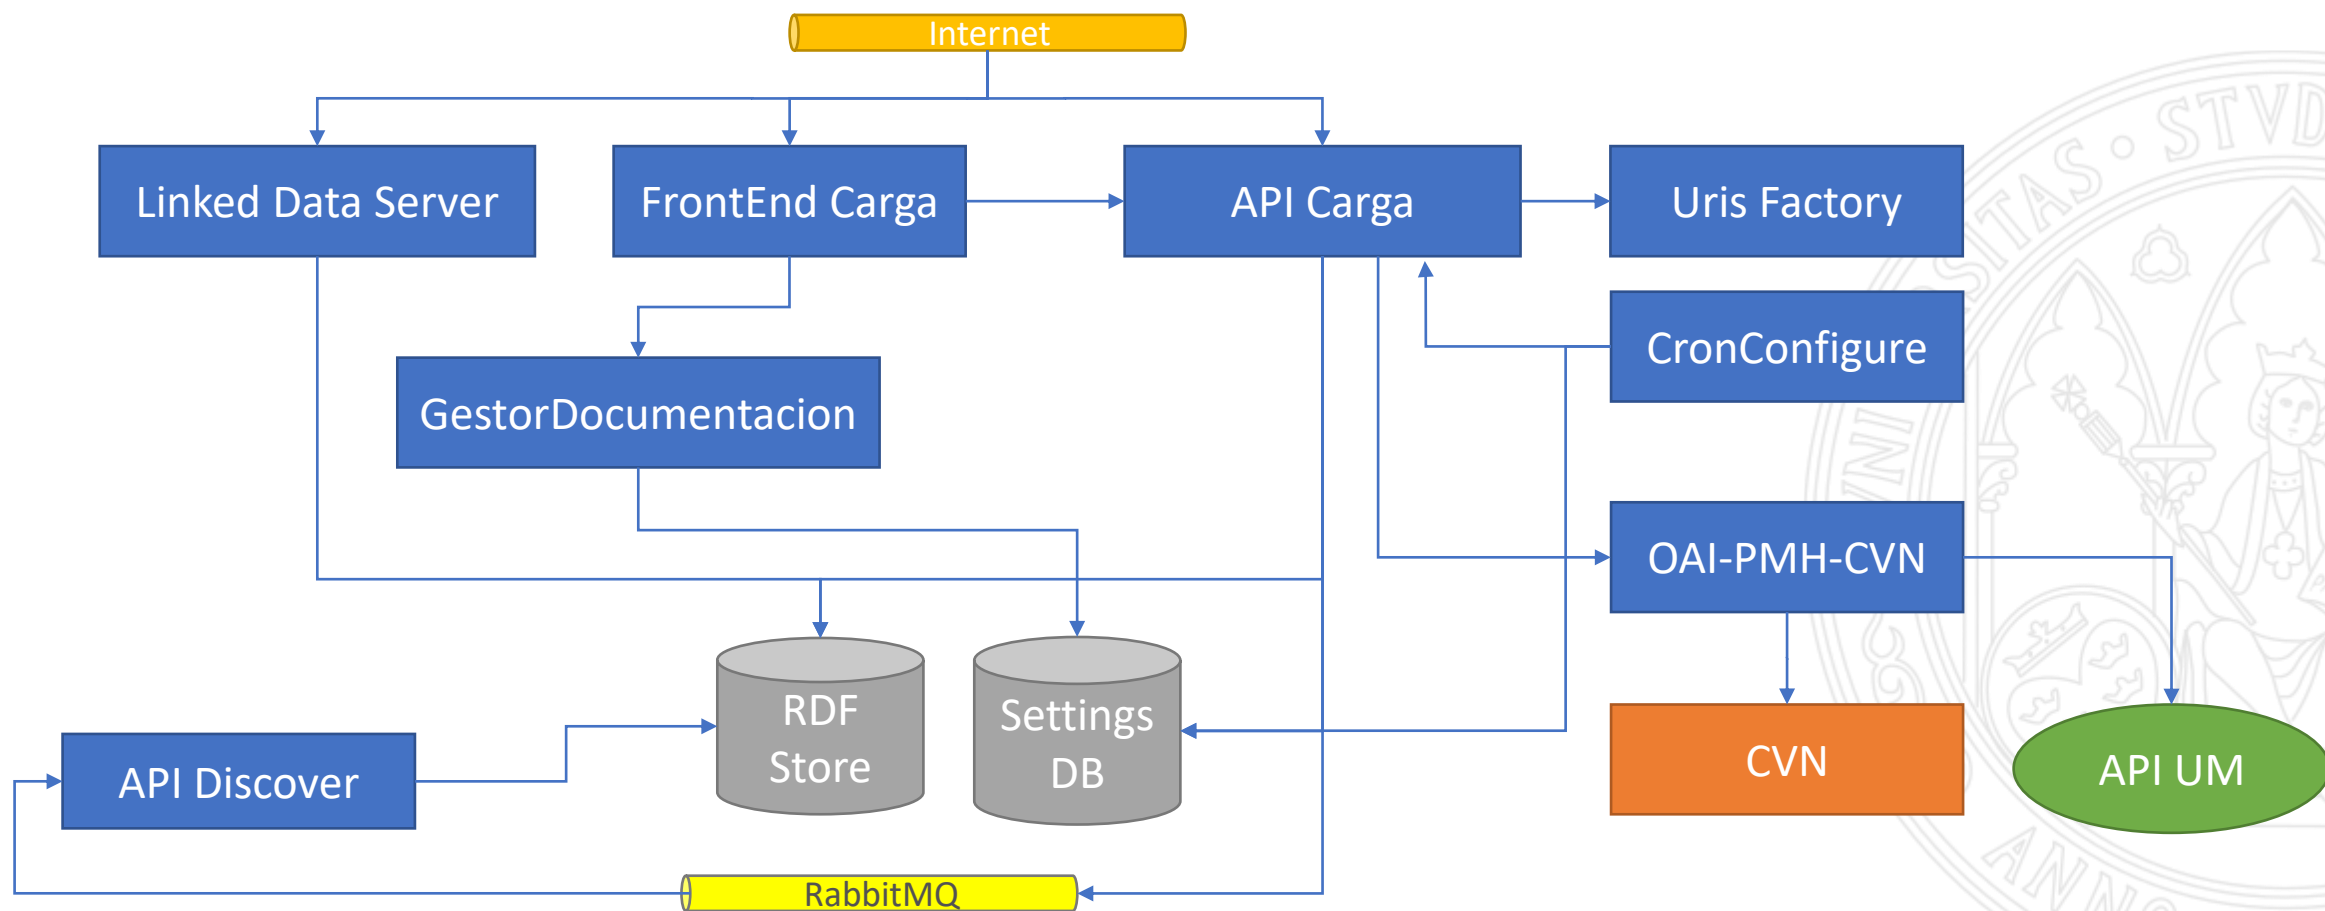 Internet
Linked Data Server
FrontEnd Carga
API Carga
Uris Factory
CronConfigure
GestorDocumentacion
OAI-PMH-CVN
RDF
Store
Settings
DB
CVN
API UM
API Discover
RabbitMQ